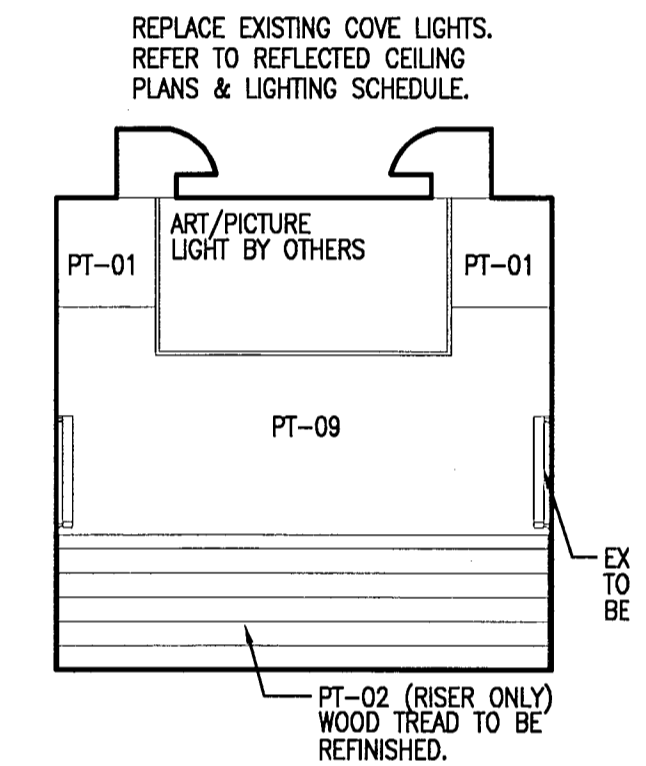 REPLACE EXISTING COVE LIGHTS.
REFER TO REFLECTED CEILING
PLANS & LIGHTING SCHEDULE.
ART/PICTURE
LIGHT BY OTHERS
PT-01
PT-01
PT-09
EX
TO
BE
PT-02 (RISER ONLY)
WOOD TREAD TO BE
REFINISHED.